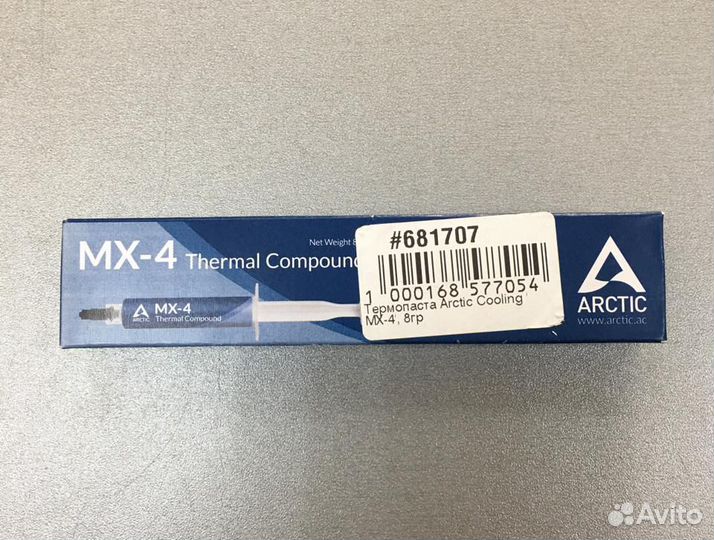 Net Weight 8
MX-4 Thermal Compound
ARCTIC
MX-4
Thermal Compound
#681707
1 000168 577054
Термопаста Arctic Cooling
MX-4, 8гр
ARCTIC
www.arctic.ac
Avito